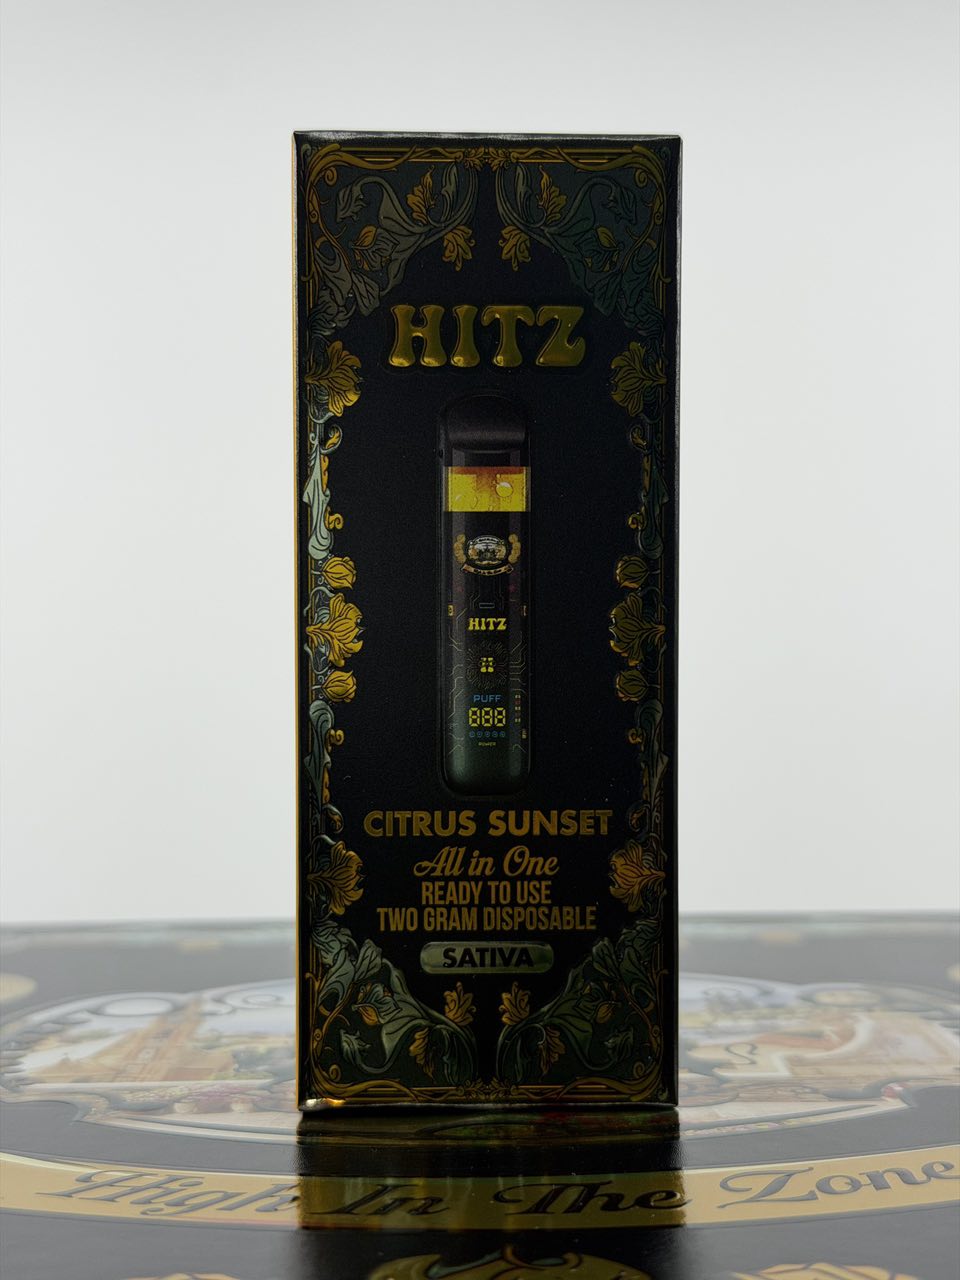 HITZ
HITZ
PUFF
888
POWER
CITRUS SUNSET
All in One
READY TO USE
TWO GRAM DISPOSABLE
SATIVA
High In The Zone